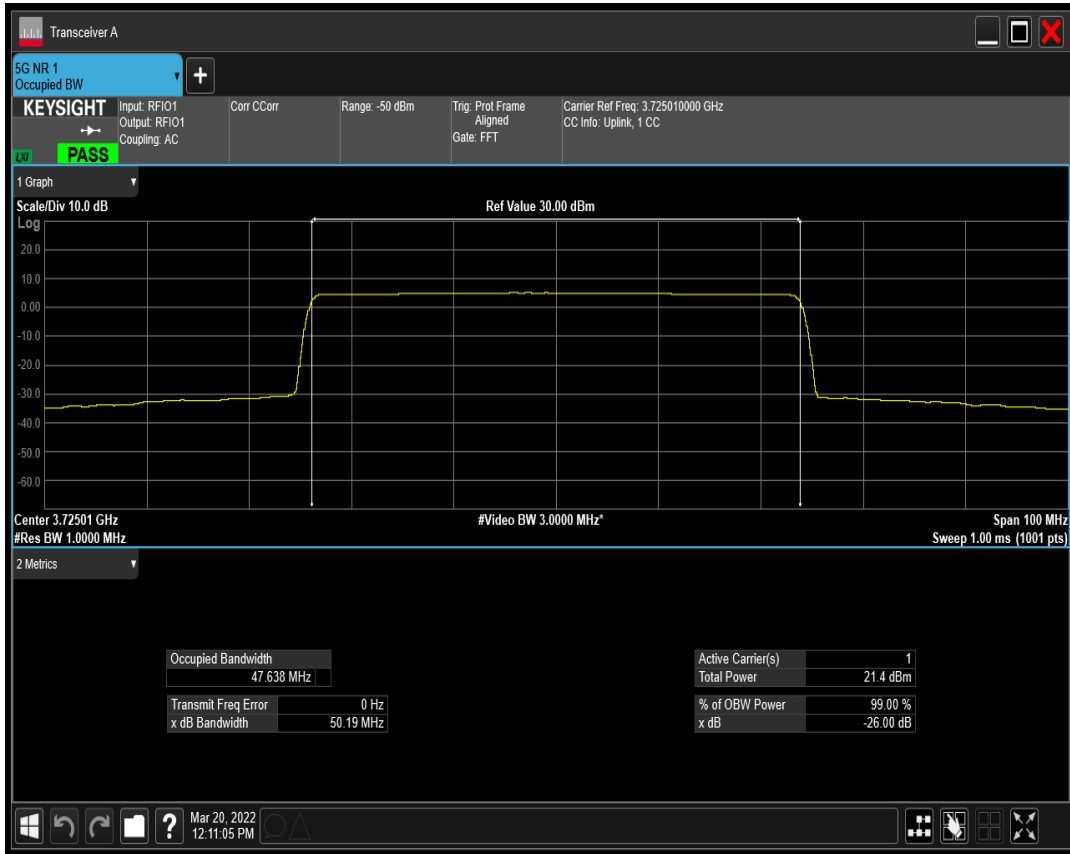 Transceiver A
5G NR 1
Occupied BW
+
KEYSIGHT
LXI
PASS
Input: RFIO1
Output: RFIO1
Coupling: AC
Corr CCorr
Range: -50 dBm
Trig: Prot Frame
Aligned
Gate: FFT
Carrier Ref Freq: 3.725010000 GHz
CC Info: Uplink, 1 CC
1 Graph
Scale/Div 10.0 dB
Ref Value 30.00 dBm
Log
20.0
10.0
0.00
-10.0
-20.0
-30.0
-40.0
-50.0
-60.0
Center 3.72501 GHz
#Video BW 3.0000 MHz*
Span 100 MHz
#Res BW 1.0000 MHz
Sweep 1.00 ms (1001 pts)
2 Metrics
Occupied Bandwidth
47.638 MHz
Transmit Freq Error 0 Hz
x dB Bandwidth 50.19 MHz
Active Carrier(s) 1
Total Power 21.4 dBm
% of OBW Power 99.00 %
x dB -26.00 dB
?
Mar 20, 2022
12:11:05 PM